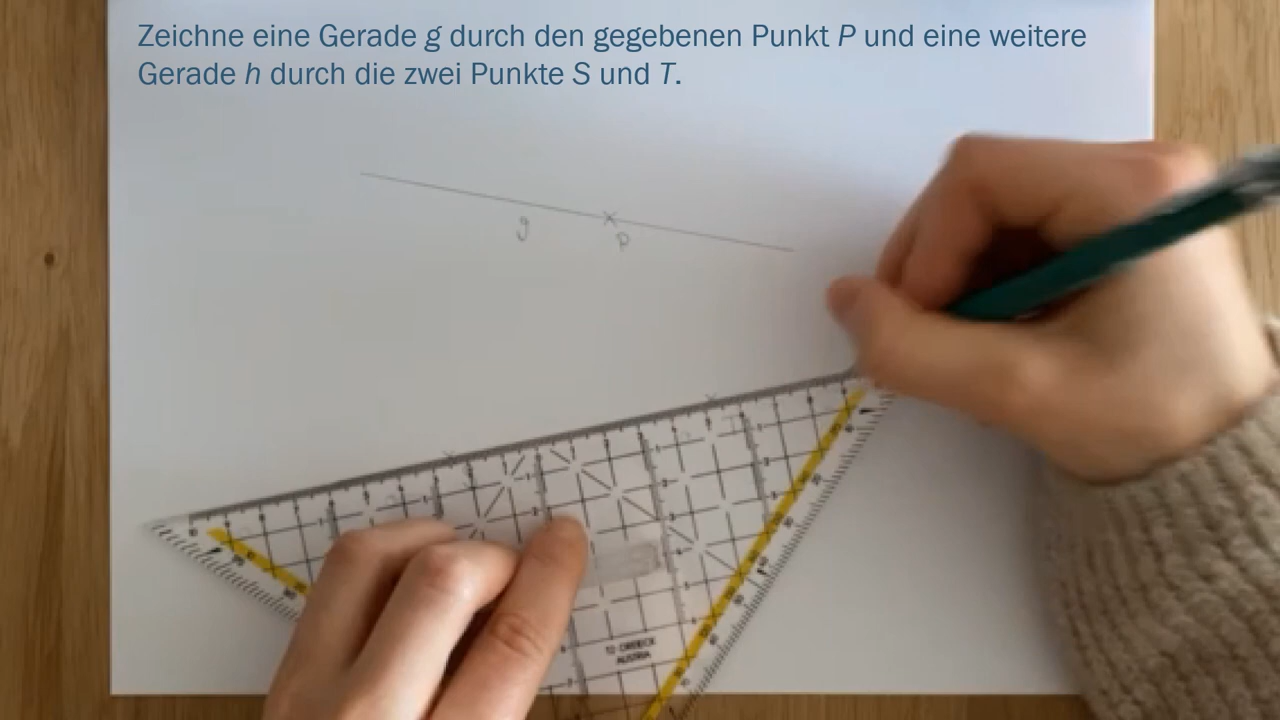 Zeichne eine Gerade g durch den gegebenen Punkt P und eine weitere
Gerade h durch die zwei Punkte S und T.
g
P